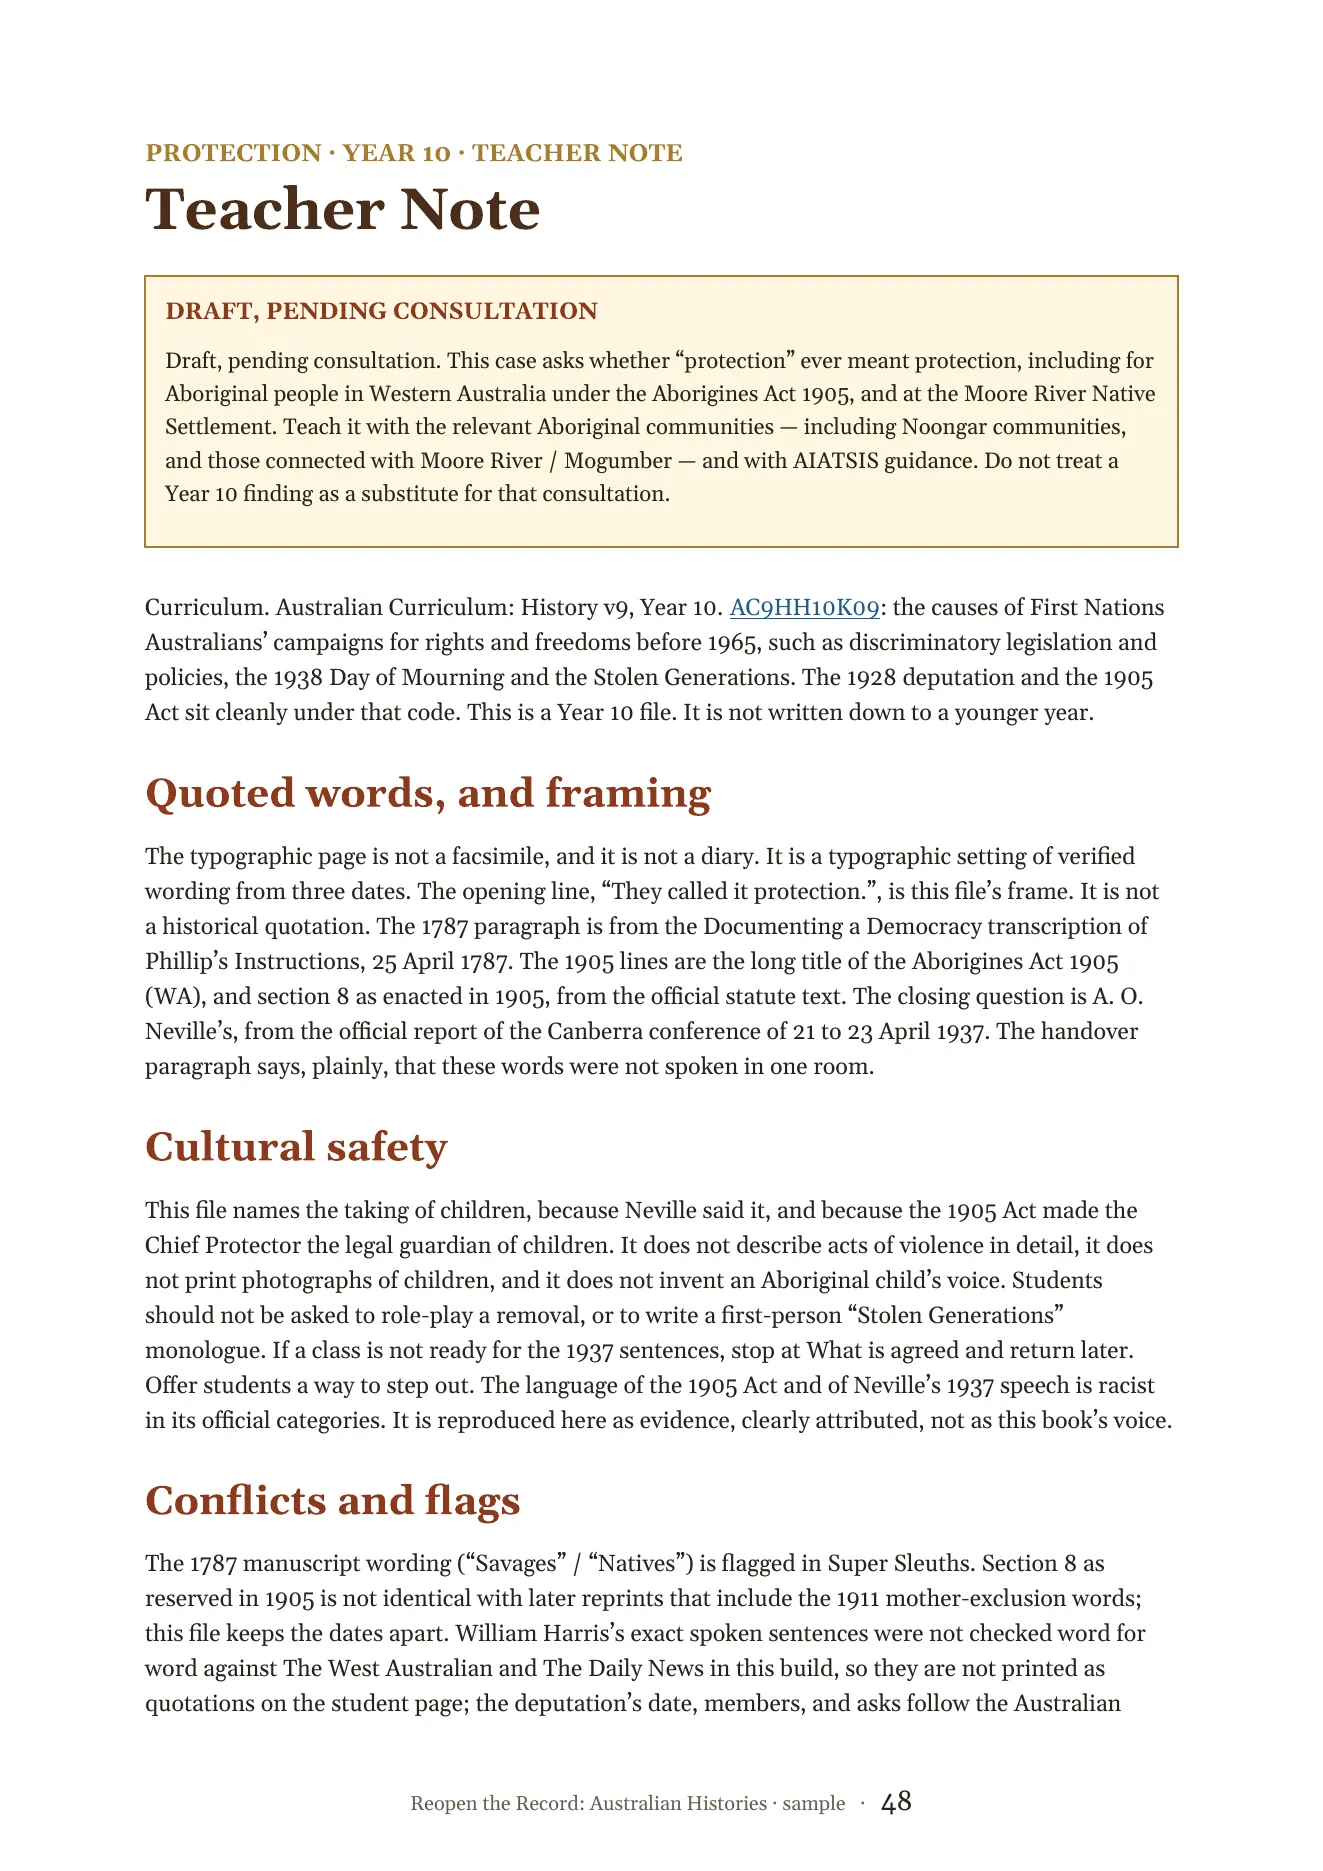 PROTECTION · YEAR 10 · TEACHER NOTE
Teacher Note
DRAFT, PENDING CONSULTATION
Draft, pending consultation. This case asks whether “protection” ever meant protection, including for
Aboriginal people in Western Australia under the Aborigines Act 1905, and at the Moore River Native
Settlement. Teach it with the relevant Aboriginal communities — including Noongar communities,
and those connected with Moore River / Mogumber — and with AIATSIS guidance. Do not treat a
Year 10 finding as a substitute for that consultation.
Curriculum. Australian Curriculum: History v9, Year 10. AC9HH10K09: the causes of First Nations
Australians’ campaigns for rights and freedoms before 1965, such as discriminatory legislation and
policies, the 1938 Day of Mourning and the Stolen Generations. The 1928 deputation and the 1905
Act sit cleanly under that code. This is a Year 10 file. It is not written down to a younger year.
Quoted words, and framing
The typographic page is not a facsimile, and it is not a diary. It is a typographic setting of verified
wording from three dates. The opening line, “They called it protection.”, is this file’s frame. It is not
a historical quotation. The 1787 paragraph is from the Documenting a Democracy transcription of
Phillip’s Instructions, 25 April 1787. The 1905 lines are the long title of the Aborigines Act 1905
(WA), and section 8 as enacted in 1905, from the official statute text. The closing question is A. O.
Neville’s, from the official report of the Canberra conference of 21 to 23 April 1937. The handover
paragraph says, plainly, that these words were not spoken in one room.
Cultural safety
This file names the taking of children, because Neville said it, and because the 1905 Act made the
Chief Protector the legal guardian of children. It does not describe acts of violence in detail, it does
not print photographs of children, and it does not invent an Aboriginal child’s voice. Students
should not be asked to role-play a removal, or to write a first-person “Stolen Generations”
monologue. If a class is not ready for the 1937 sentences, stop at What is agreed and return later.
Offer students a way to step out. The language of the 1905 Act and of Neville’s 1937 speech is racist
in its official categories. It is reproduced here as evidence, clearly attributed, not as this book’s voice.
Conflicts and flags
The 1787 manuscript wording (“Savages” / “Natives”) is flagged in Super Sleuths. Section 8 as
reserved in 1905 is not identical with later reprints that include the 1911 mother-exclusion words;
this file keeps the dates apart. William Harris’s exact spoken sentences were not checked word for
word against The West Australian and The Daily News in this build, so they are not printed as
quotations on the student page; the deputation’s date, members, and asks follow the Australian
Reopen the Record: Australian Histories · sample · 48